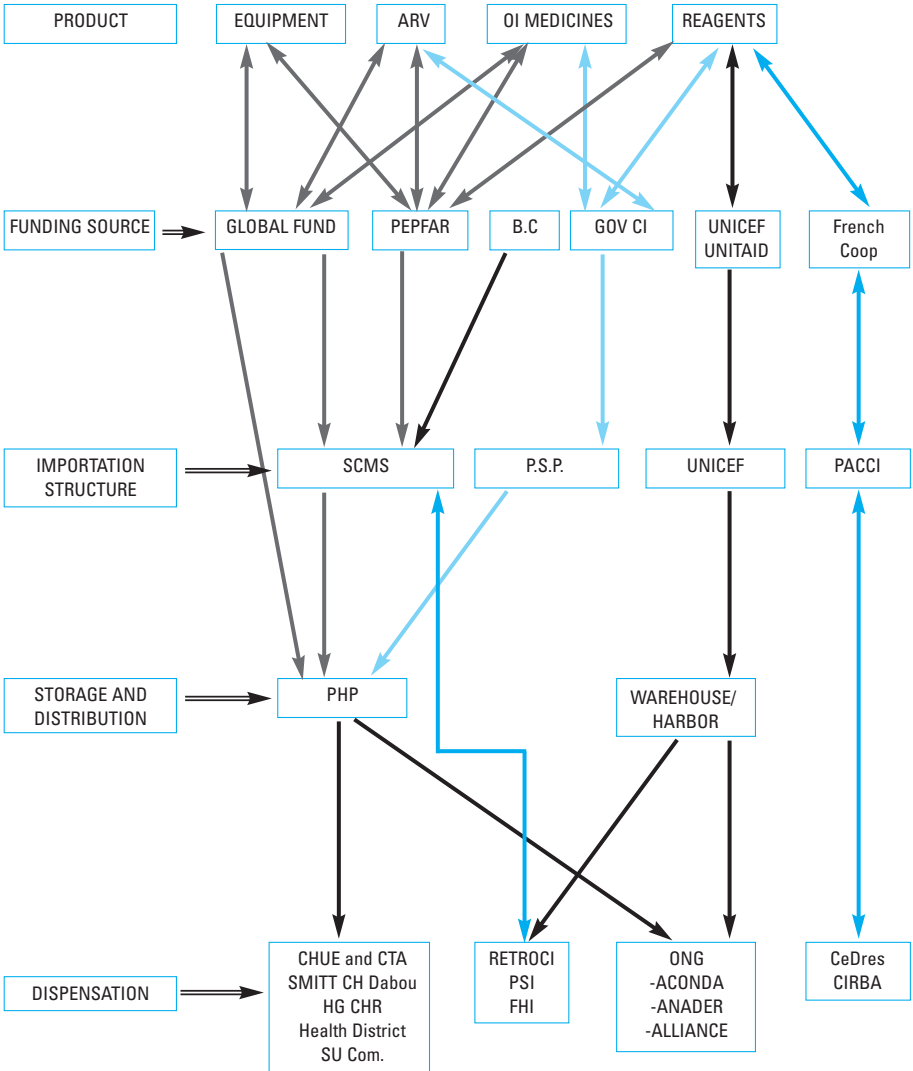 PRODUCT
EQUIPMENT
ARV
OI MEDICINES
REAGENTS
FUNDING SOURCE
GLOBAL FUND
PEPFAR
B.C
GOV CI
UNICEF
UNITAID
French
Coop
IMPORTATION
STRUCTURE
SCMS
P.S.P.
UNICEF
PACCI
STORAGE AND
DISTRIBUTION
PHP
WAREHOUSE/
HARBOR
DISPENSATION
CHUE and CTA
SMITT CH Dabou
HG CHR
Health District
SU Com.
RETROCI
PSI
FHI
ONG
-ACONDA
-ANADER
-ALLIANCE
CeDres
CIRBA